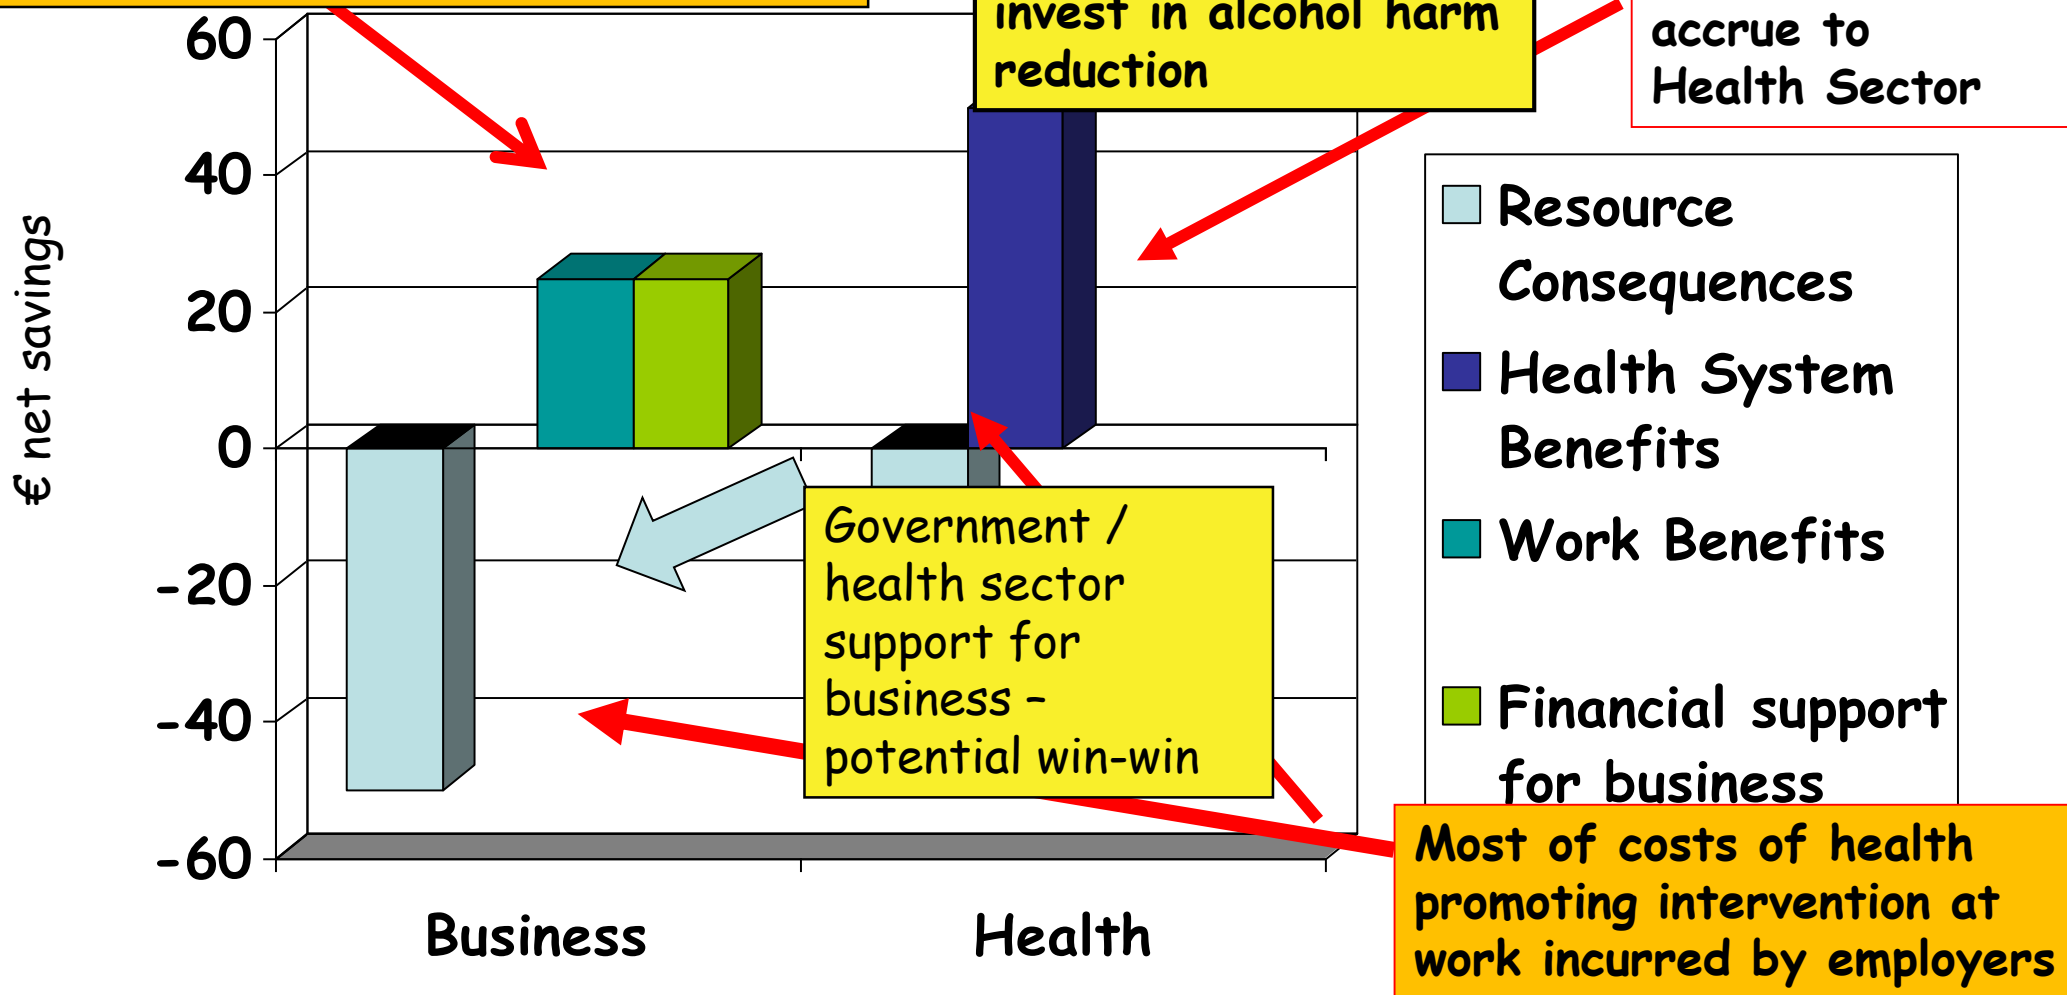 invest in alcohol harm
reduction
accrue to
Health Sector
60
40
20
0
-20
-40
-60
€ net savings
Business
Health
Resource
Consequences
Health System
Benefits
Work Benefits
Financial support
for business
Government /
health sector
support for
business –
potential win-win
Most of costs of health
promoting intervention at
work incurred by employers